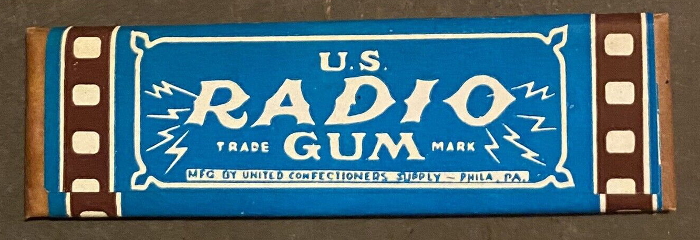 U.S.
RADIO
TRADE GUM MARK
MFG BY UNITED CONFECTIONERS SUPPLY - PHILA, PA.